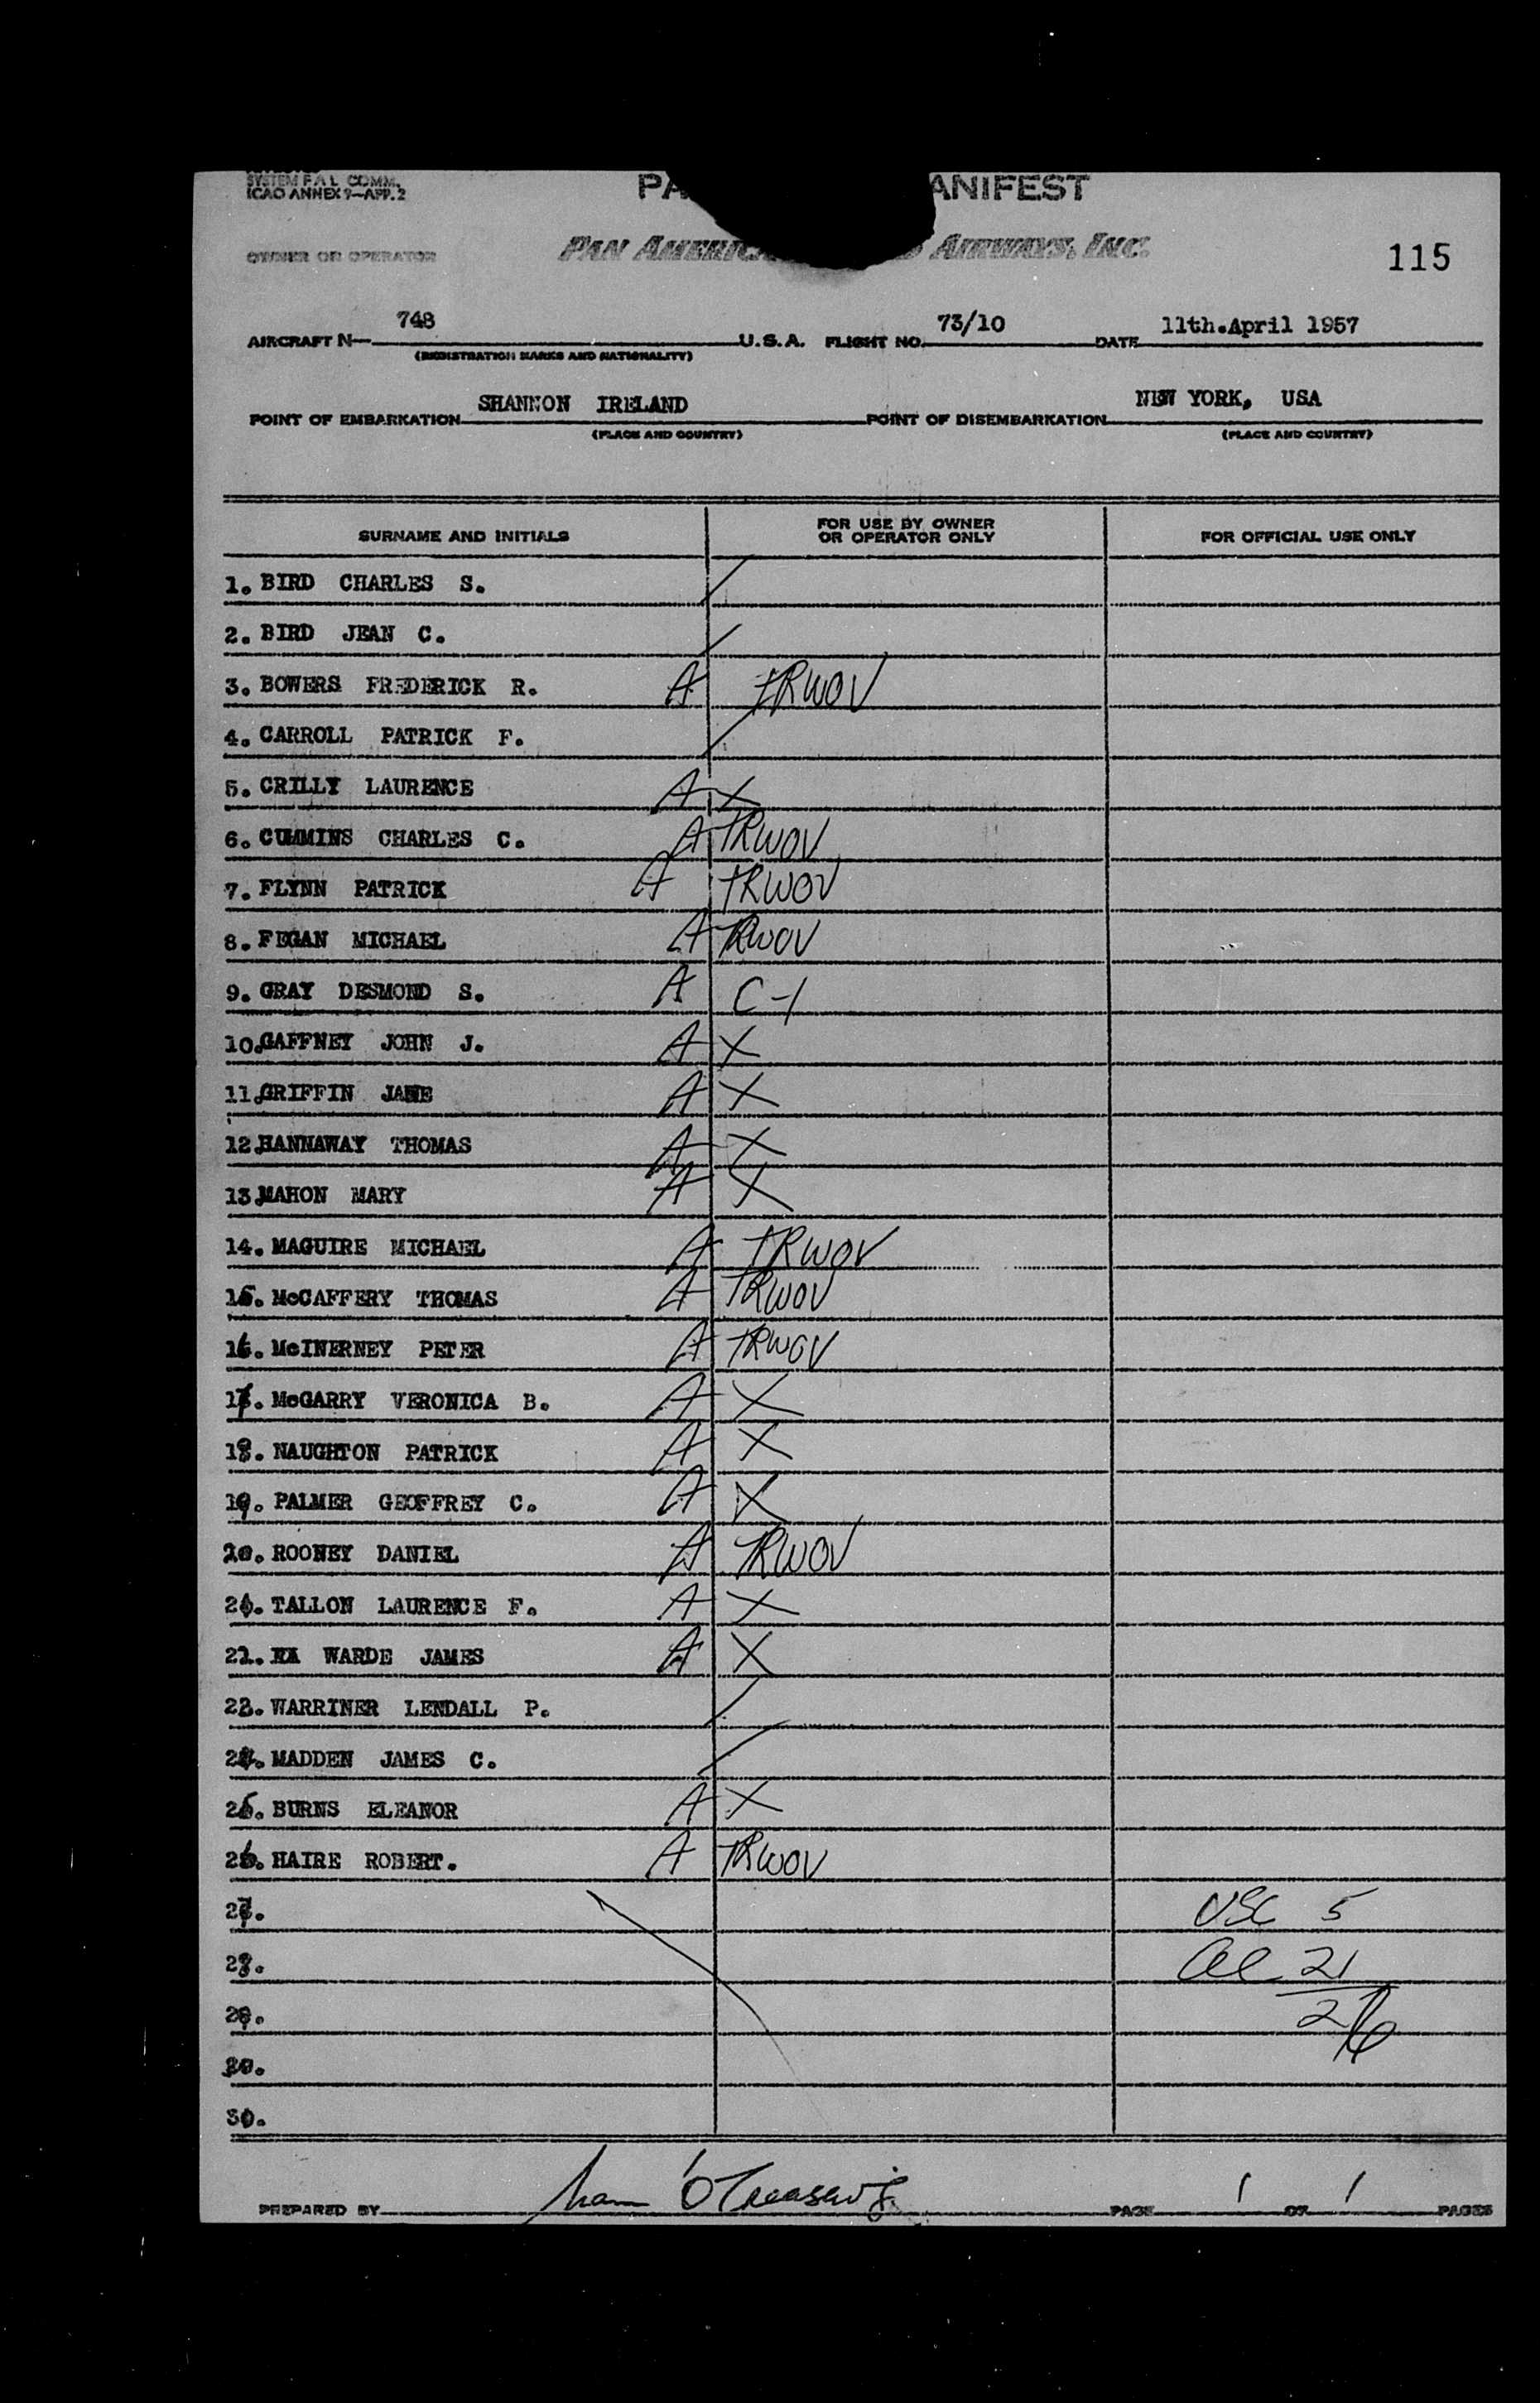 SYSTEM F A L COMM.
ICAO ANNEX 9—APP. 2
PA ANIFEST
OWNER OR OPERATOR
PAN AMERICA D AIRWAYS, INC.
115
AIRCRAFT N— 748 U.S.A. FLIGHT NO. 73/10 DATE 11th.April 1957
(REGISTRATION MARKS AND NATIONALITY)
POINT OF EMBARKATION SHANNON IRELAND POINT OF DISEMBARKATION NEW YORK, USA
(PLACE AND COUNTRY) (PLACE AND COUNTRY)
SURNAME AND INITIALS FOR USE BY OWNER OR OPERATOR ONLY FOR OFFICIAL USE ONLY
1. BIRD CHARLES S.
2. BIRD JEAN C.
3. BOWERS FREDERICK R. A TRWOV
4. CARROLL PATRICK F.
5. CRILLY LAURENCE A X
6. CUMMINS CHARLES C. A TRWOV
7. FLYNN PATRICK A TRWOV
8. FEGAN MICHAEL A TRWOV
9. GRAY DESMOND S. A C-1
10. GAFFNEY JOHN J. A X
11. GRIFFIN JANE A X
12. HANNAWAY THOMAS A X
13. MAHON MARY A X
14. MAGUIRE MICHAEL A TRWOV
15. McCAFFERY THOMAS A TRWOV
16. McINERNEY PETER A TRWOV
17. McGARRY VERONICA B. A X
18. NAUGHTON PATRICK A X
19. PALMER GEOFFREY C. A X
20. ROONEY DANIEL A TRWOV
21. TALLON LAURENCE F. A X
22. WARDE JAMES A X
23. WARRINER LENDALL P.
24. MADDEN JAMES C.
25. BURNS ELEANOR A X
26. HAIRE ROBERT. A TRWOV
27. USC 5
28. al 21
29. 26
30.
PREPARED BY PAGE 1 OF 1 PAGES